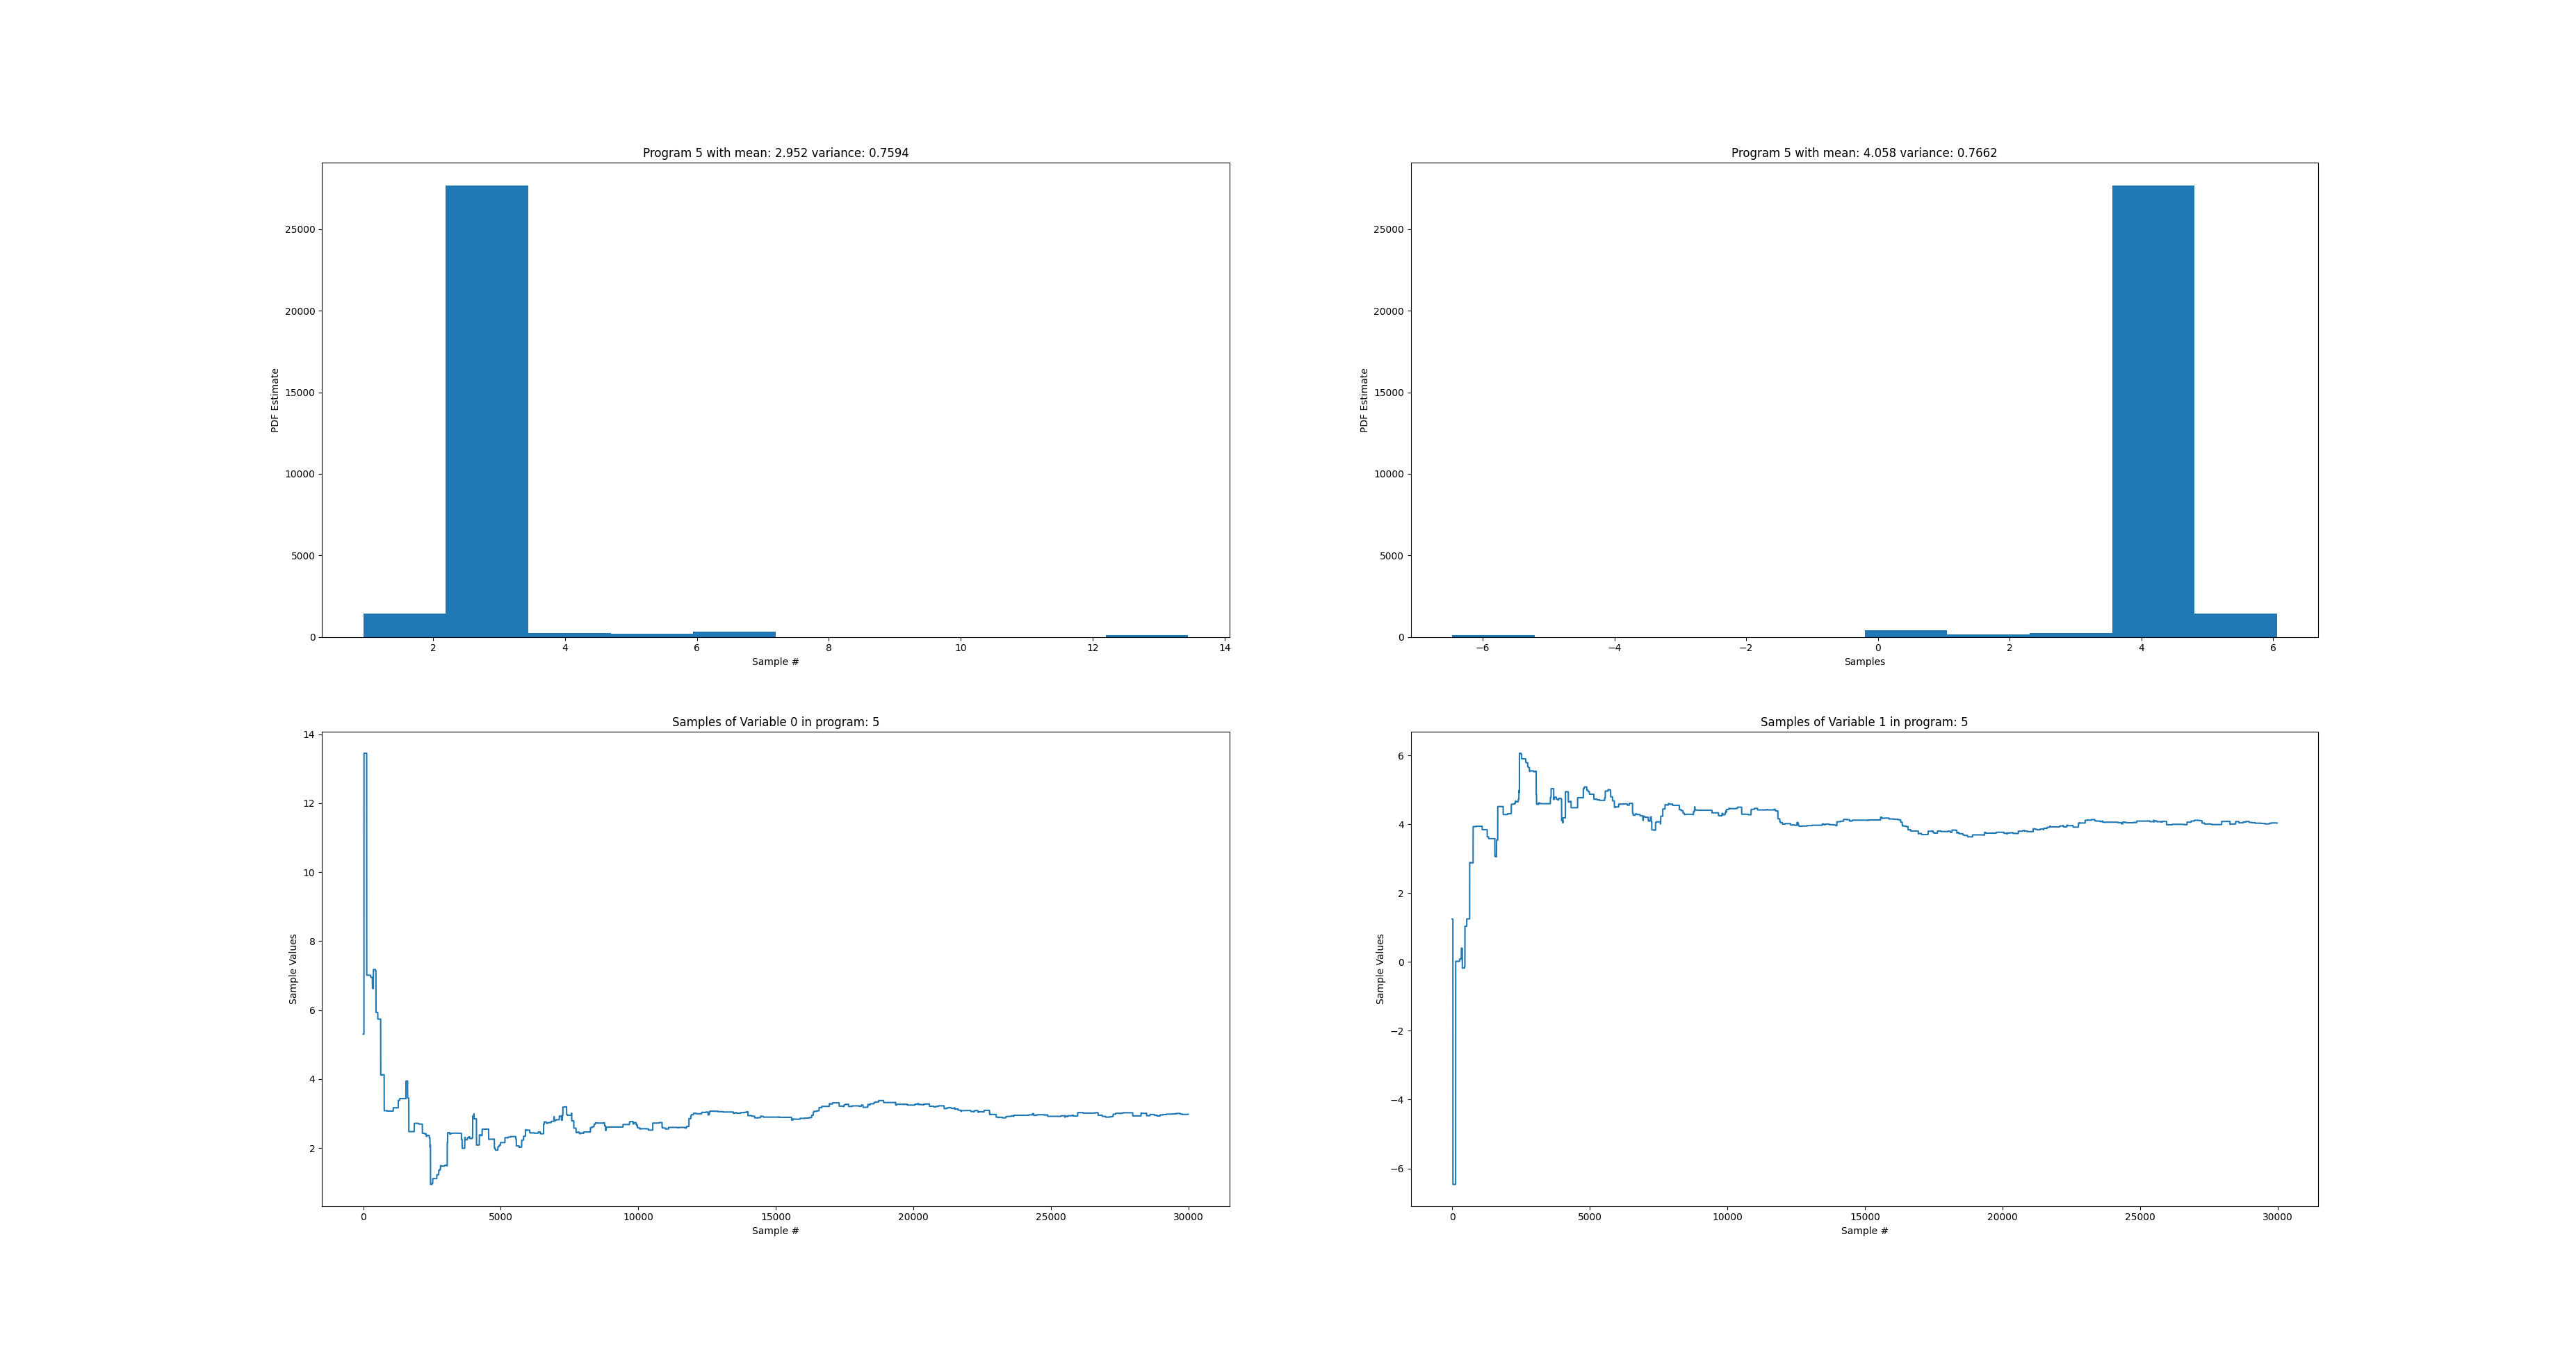 Program 5 with mean: 2.952 variance: 0.7594
PDF Estimate
25000
20000
15000
10000
5000
0
2 4 6 8 10 12 14
Sample #
Program 5 with mean: 4.058 variance: 0.7662
PDF Estimate
25000
20000
15000
10000
5000
0
−6 −4 −2 0 2 4 6
Samples
Samples of Variable 0 in program: 5
Sample Values
14
12
10
8
6
4
2
0 5000 10000 15000 20000 25000 30000
Sample #
Samples of Variable 1 in program: 5
Sample Values
6
4
2
0
−2
−4
−6
0 5000 10000 15000 20000 25000 30000
Sample #